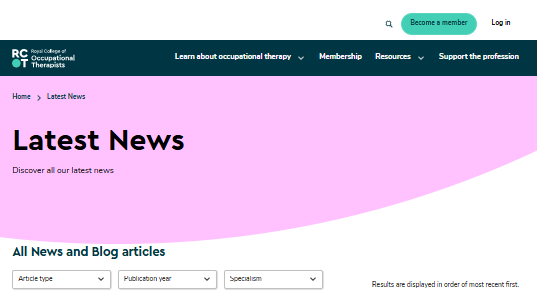 Become a member
Log in
RC
OT
Royal College of
Occupational
Therapists
Learn about occupational therapy
Membership
Resources
Support the profession
Home
Latest News
Latest News
Discover all our latest news
All News and Blog articles
Article type
Publication year
Specialism
Results are displayed in order of most recent first.